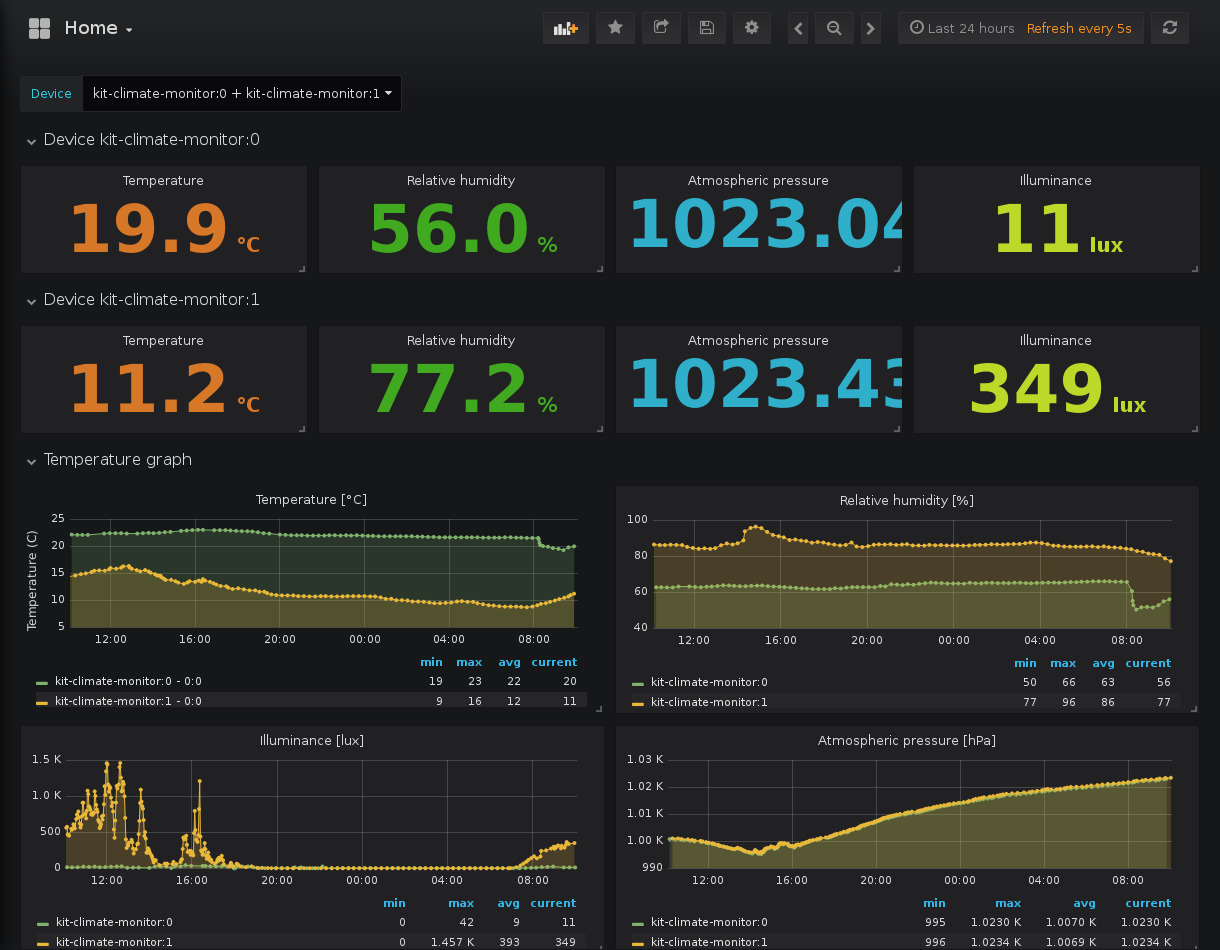 Home
Last 24 hours Refresh every 5s
Device kit-climate-monitor:0 + kit-climate-monitor:1
Device kit-climate-monitor:0
Temperature Relative humidity Atmospheric pressure Illuminance
19.9 °C 56.0 % 1023.04 11 lux
Device kit-climate-monitor:1
Temperature Relative humidity Atmospheric pressure Illuminance
11.2 °C 77.2 % 1023.43 349 lux
Temperature graph
Temperature [°C]
Temperature (C)
25
20
15
10
5
12:00 16:00 20:00 00:00 04:00 08:00
min max avg current
kit-climate-monitor:0 - 0:0 19 23 22 20
kit-climate-monitor:1 - 0:0 9 16 12 11
Relative humidity [%]
100
80
60
40
12:00 16:00 20:00 00:00 04:00 08:00
min max avg current
kit-climate-monitor:0 50 66 63 56
kit-climate-monitor:1 77 96 86 77
Illuminance [lux]
1.5 K
1.0 K
500
0
12:00 16:00 20:00 00:00 04:00 08:00
min max avg current
kit-climate-monitor:0 0 42 9 11
kit-climate-monitor:1 0 1.457 K 393 349
Atmospheric pressure [hPa]
1.03 K
1.02 K
1.01 K
1.00 K
990
12:00 16:00 20:00 00:00 04:00 08:00
min max avg current
kit-climate-monitor:0 995 1.0230 K 1.0070 K 1.0230 K
kit-climate-monitor:1 996 1.0234 K 1.0069 K 1.0234 K